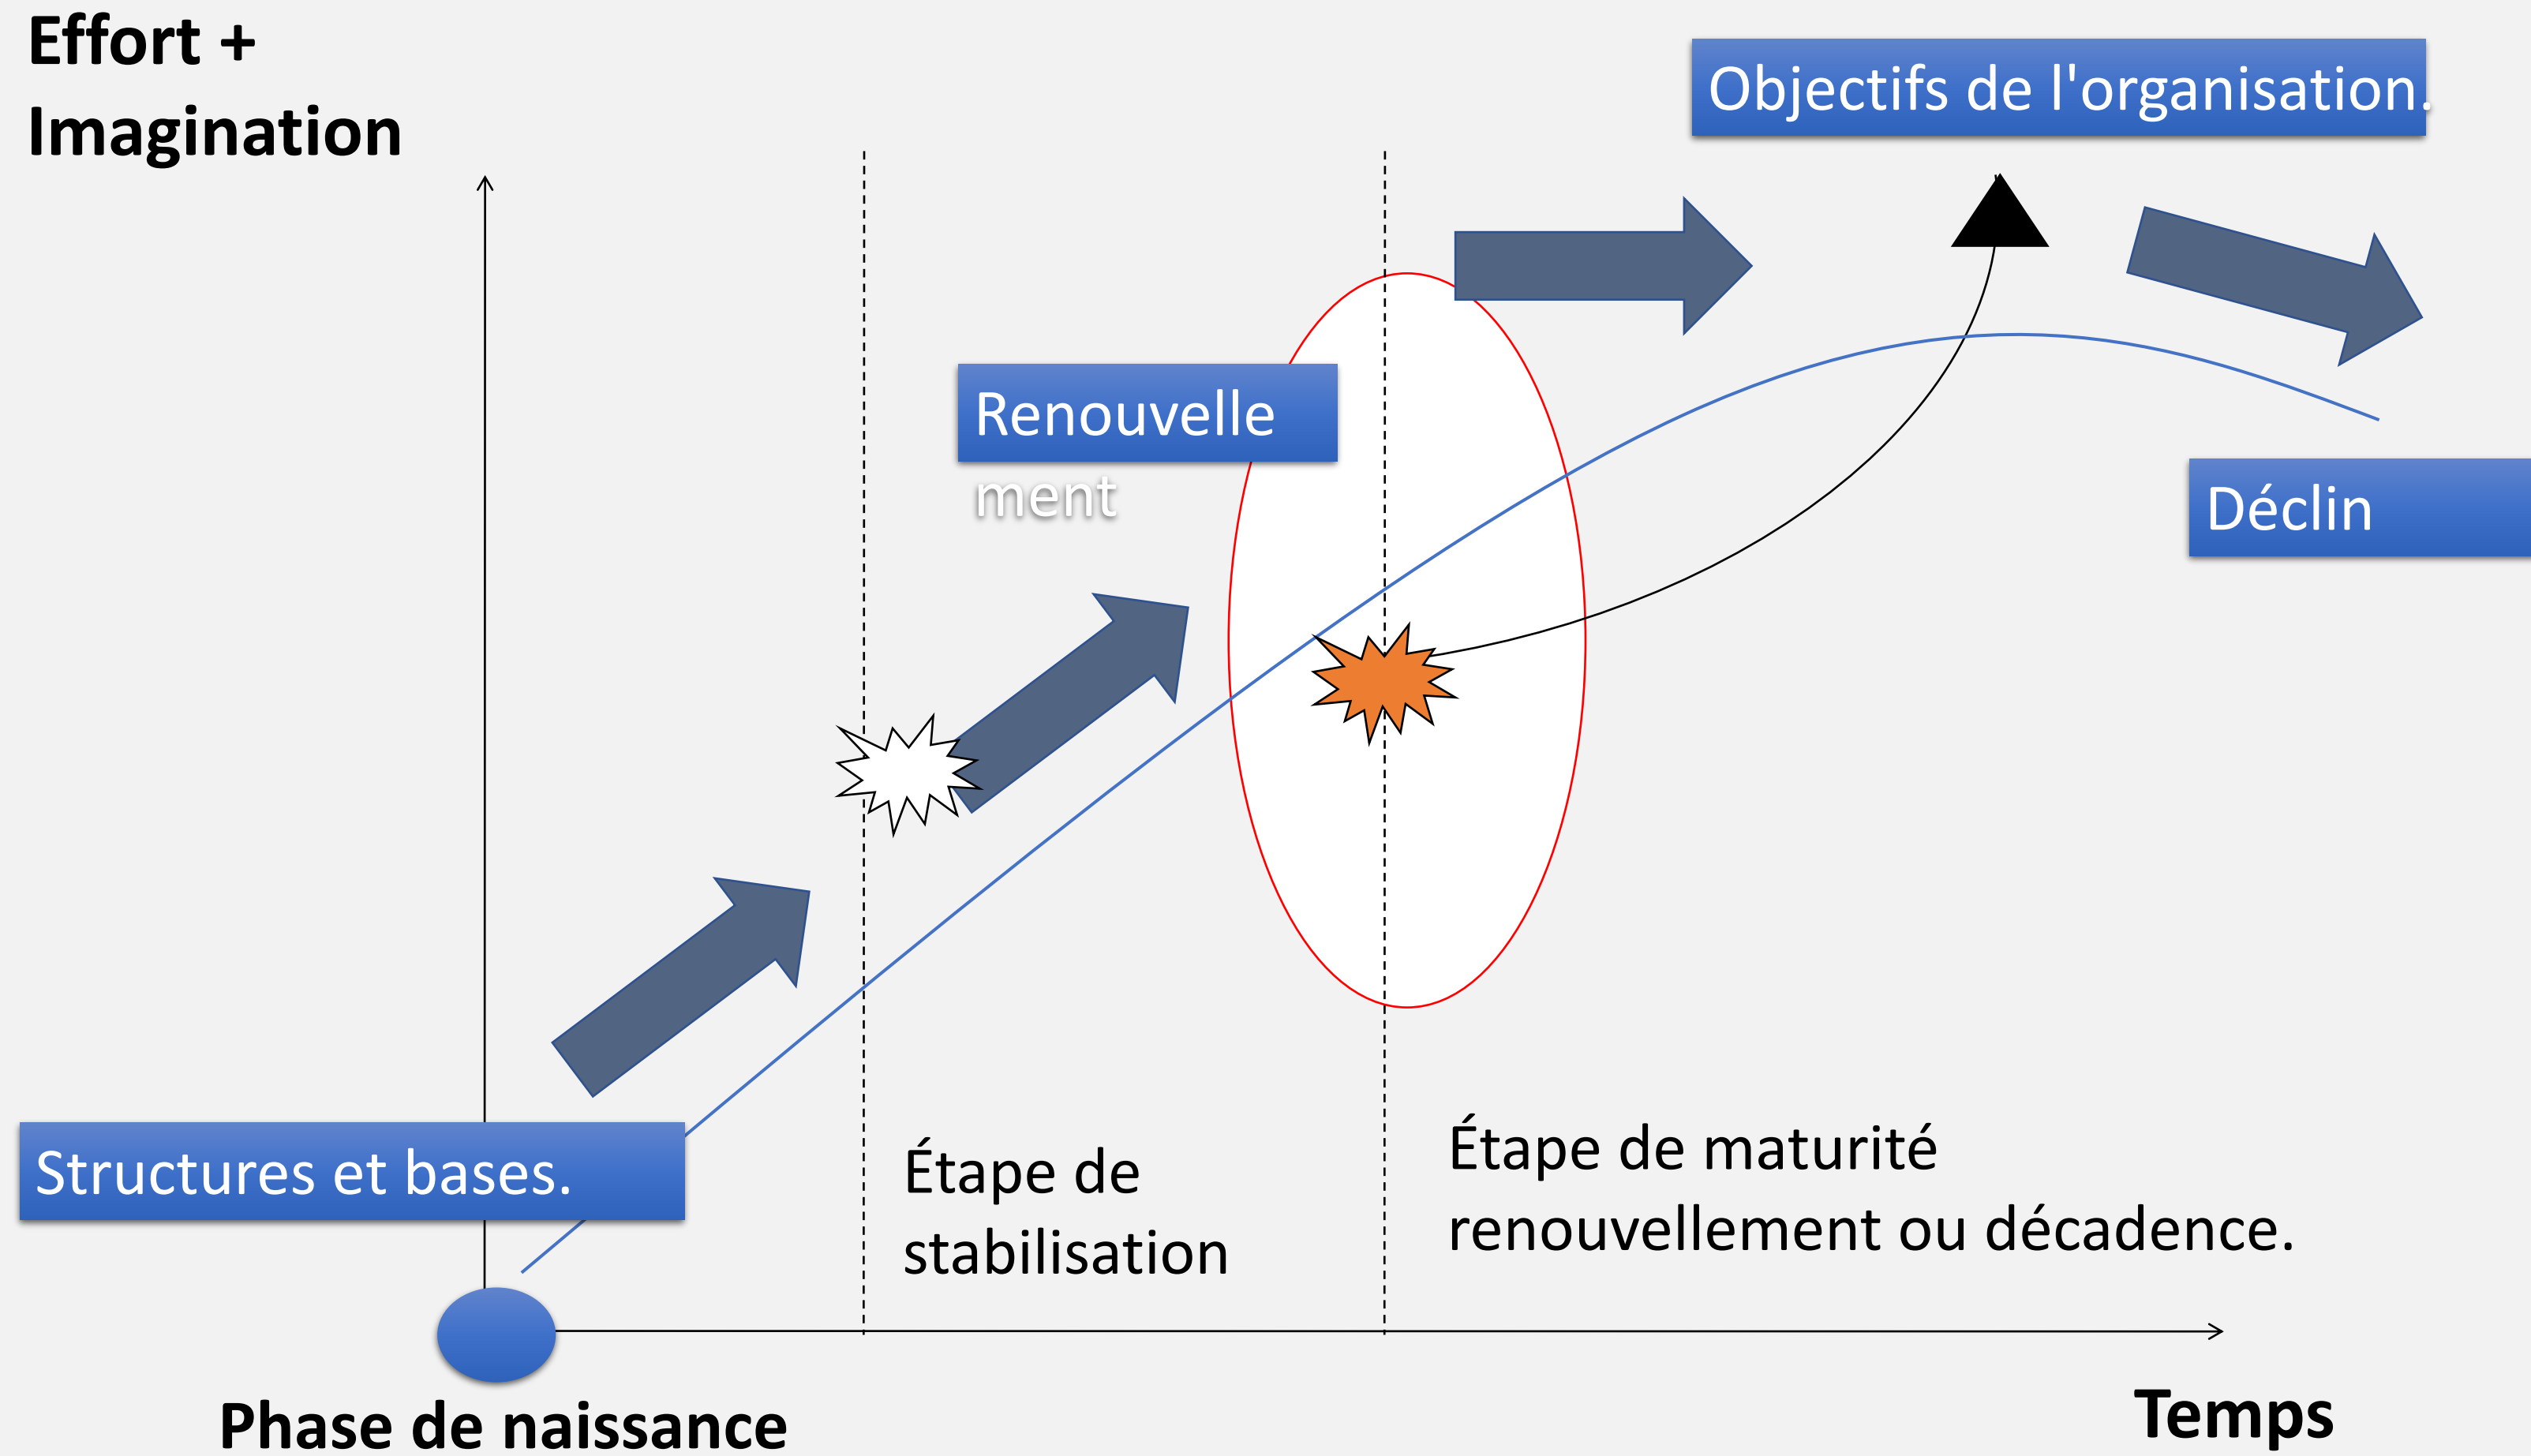 Effort +
Imagination
Objectifs de l'organisation.
Renouvelle
ment
Déclin
Structures et bases.
Étape de
stabilisation
Étape de maturité
renouvellement ou décadence.
Phase de naissance
Temps